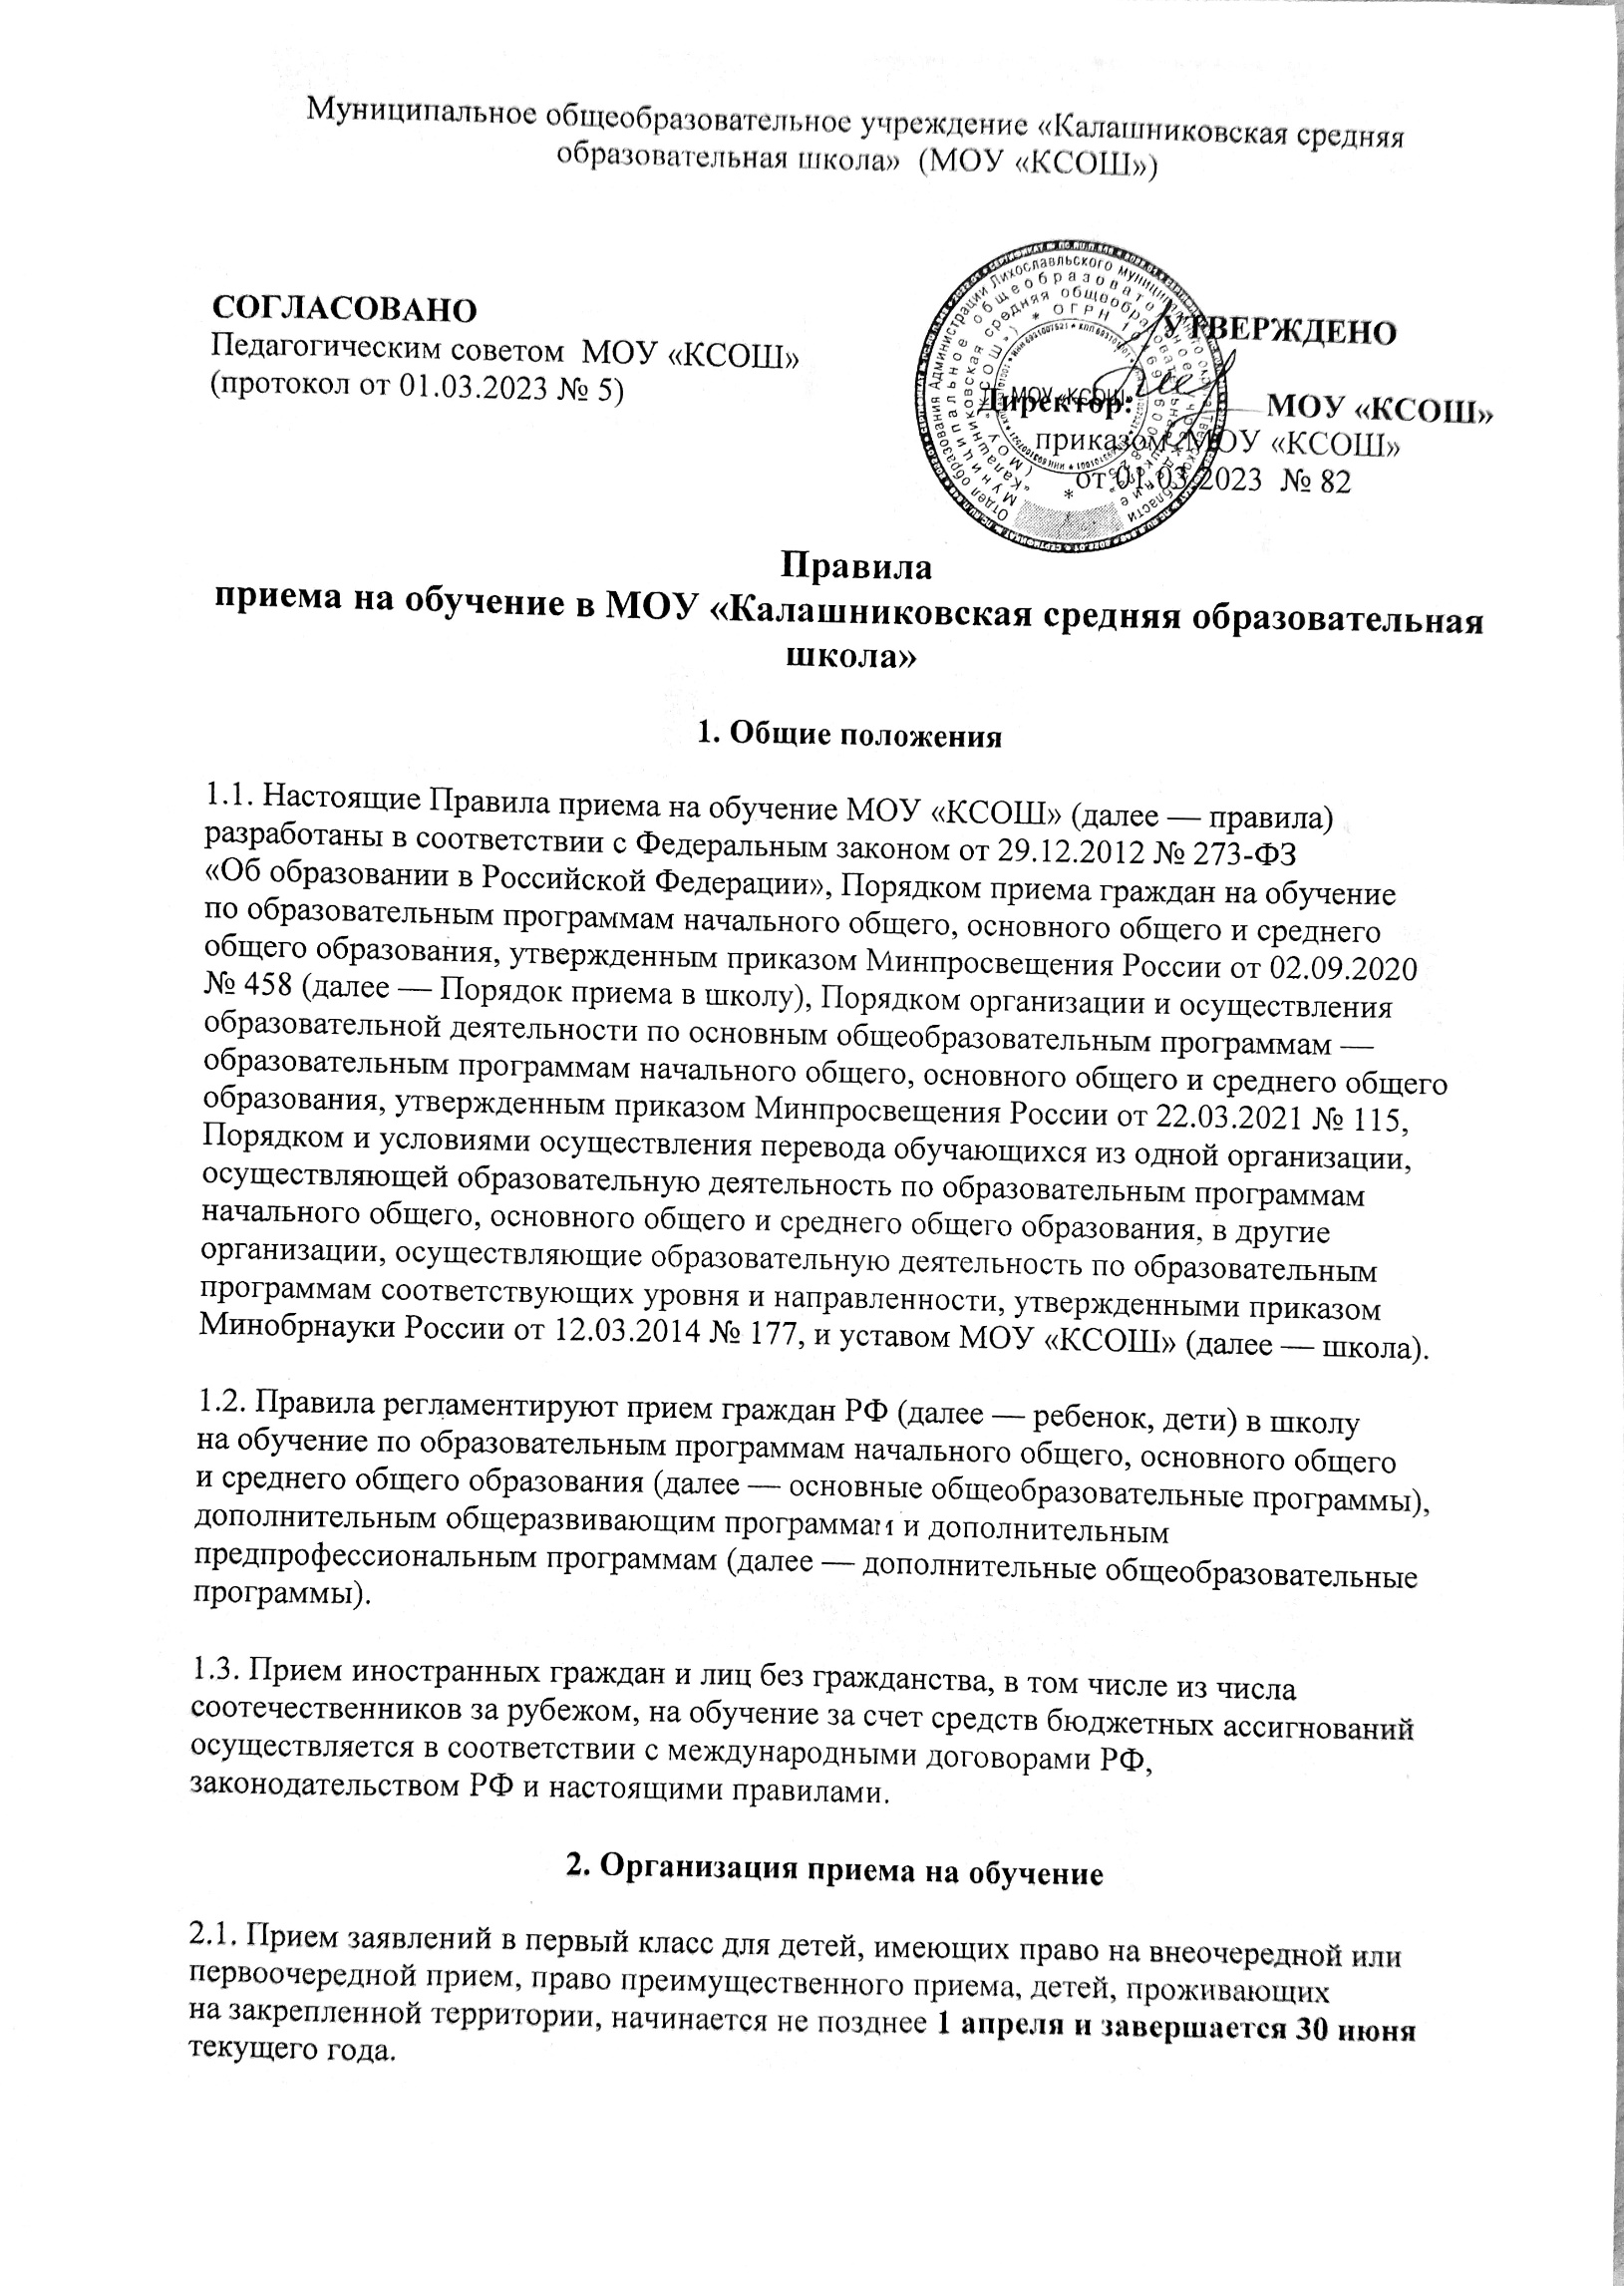 Муниципальное общеобразовательное учреждение «Калашниковская средняя
образовательная школа» (МОУ «КСОШ»)
СОГЛАСОВАНО
Педагогическим советом МОУ «КСОШ»
(протокол от 01.03.2023 № 5)
УТВЕРЖДЕНО
Директор: МОУ «КСОШ»
приказом МОУ «КСОШ»
от 01.03.2023 № 82
МОУ «КСОШ»
Правила
приема на обучение в МОУ «Калашниковская средняя образовательная
школа»
1. Общие положения
1.1. Настоящие Правила приема на обучение МОУ «КСОШ» (далее — правила)
разработаны в соответствии с Федеральным законом от 29.12.2012 № 273-ФЗ
«Об образовании в Российской Федерации», Порядком приема граждан на обучение
по образовательным программам начального общего, основного общего и среднего
общего образования, утвержденным приказом Минпросвещения России от 02.09.2020
№ 458 (далее — Порядок приема в школу), Порядком организации и осуществления
образовательной деятельности по основным общеобразовательным программам —
образовательным программам начального общего, основного общего и среднего общего
образования, утвержденным приказом Минпросвещения России от 22.03.2021 № 115,
Порядком и условиями осуществления перевода обучающихся из одной организации,
осуществляющей образовательную деятельность по образовательным программам
начального общего, основного общего и среднего общего образования, в другие
организации, осуществляющие образовательную деятельность по образовательным
программам соответствующих уровня и направленности, утвержденными приказом
Минобрнауки России от 12.03.2014 № 177, и уставом МОУ «КСОШ» (далее — школа).
1.2. Правила регламентируют прием граждан РФ (далее — ребенок, дети) в школу
на обучение по образовательным программам начального общего, основного общего
и среднего общего образования (далее — основные общеобразовательные программы),
дополнительным общеразвивающим программам и дополнительным
предпрофессиональным программам (далее — дополнительные общеобразовательные
программы).
1.3. Прием иностранных граждан и лиц без гражданства, в том числе из числа
соотечественников за рубежом, на обучение за счет средств бюджетных ассигнований
осуществляется в соответствии с международными договорами РФ,
законодательством РФ и настоящими правилами.
2. Организация приема на обучение
2.1. Прием заявлений в первый класс для детей, имеющих право на внеочередной или
первоочередной прием, право преимущественного приема, детей, проживающих
на закрепленной территории, начинается не позднее 1 апреля и завершается 30 июня
текущего года.